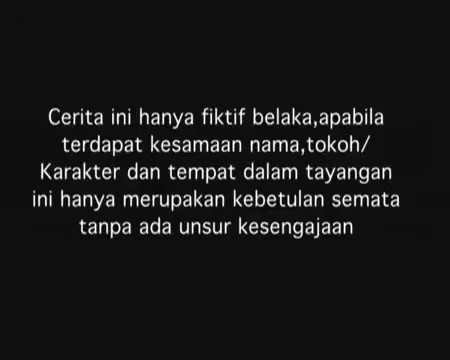 Cerita ini hanya fiktif belaka,apabila
terdapat kesamaan nama,tokoh/
Karakter dan tempat dalam tayangan
ini hanya merupakan kebetulan semata
tanpa ada unsur kesengajaan